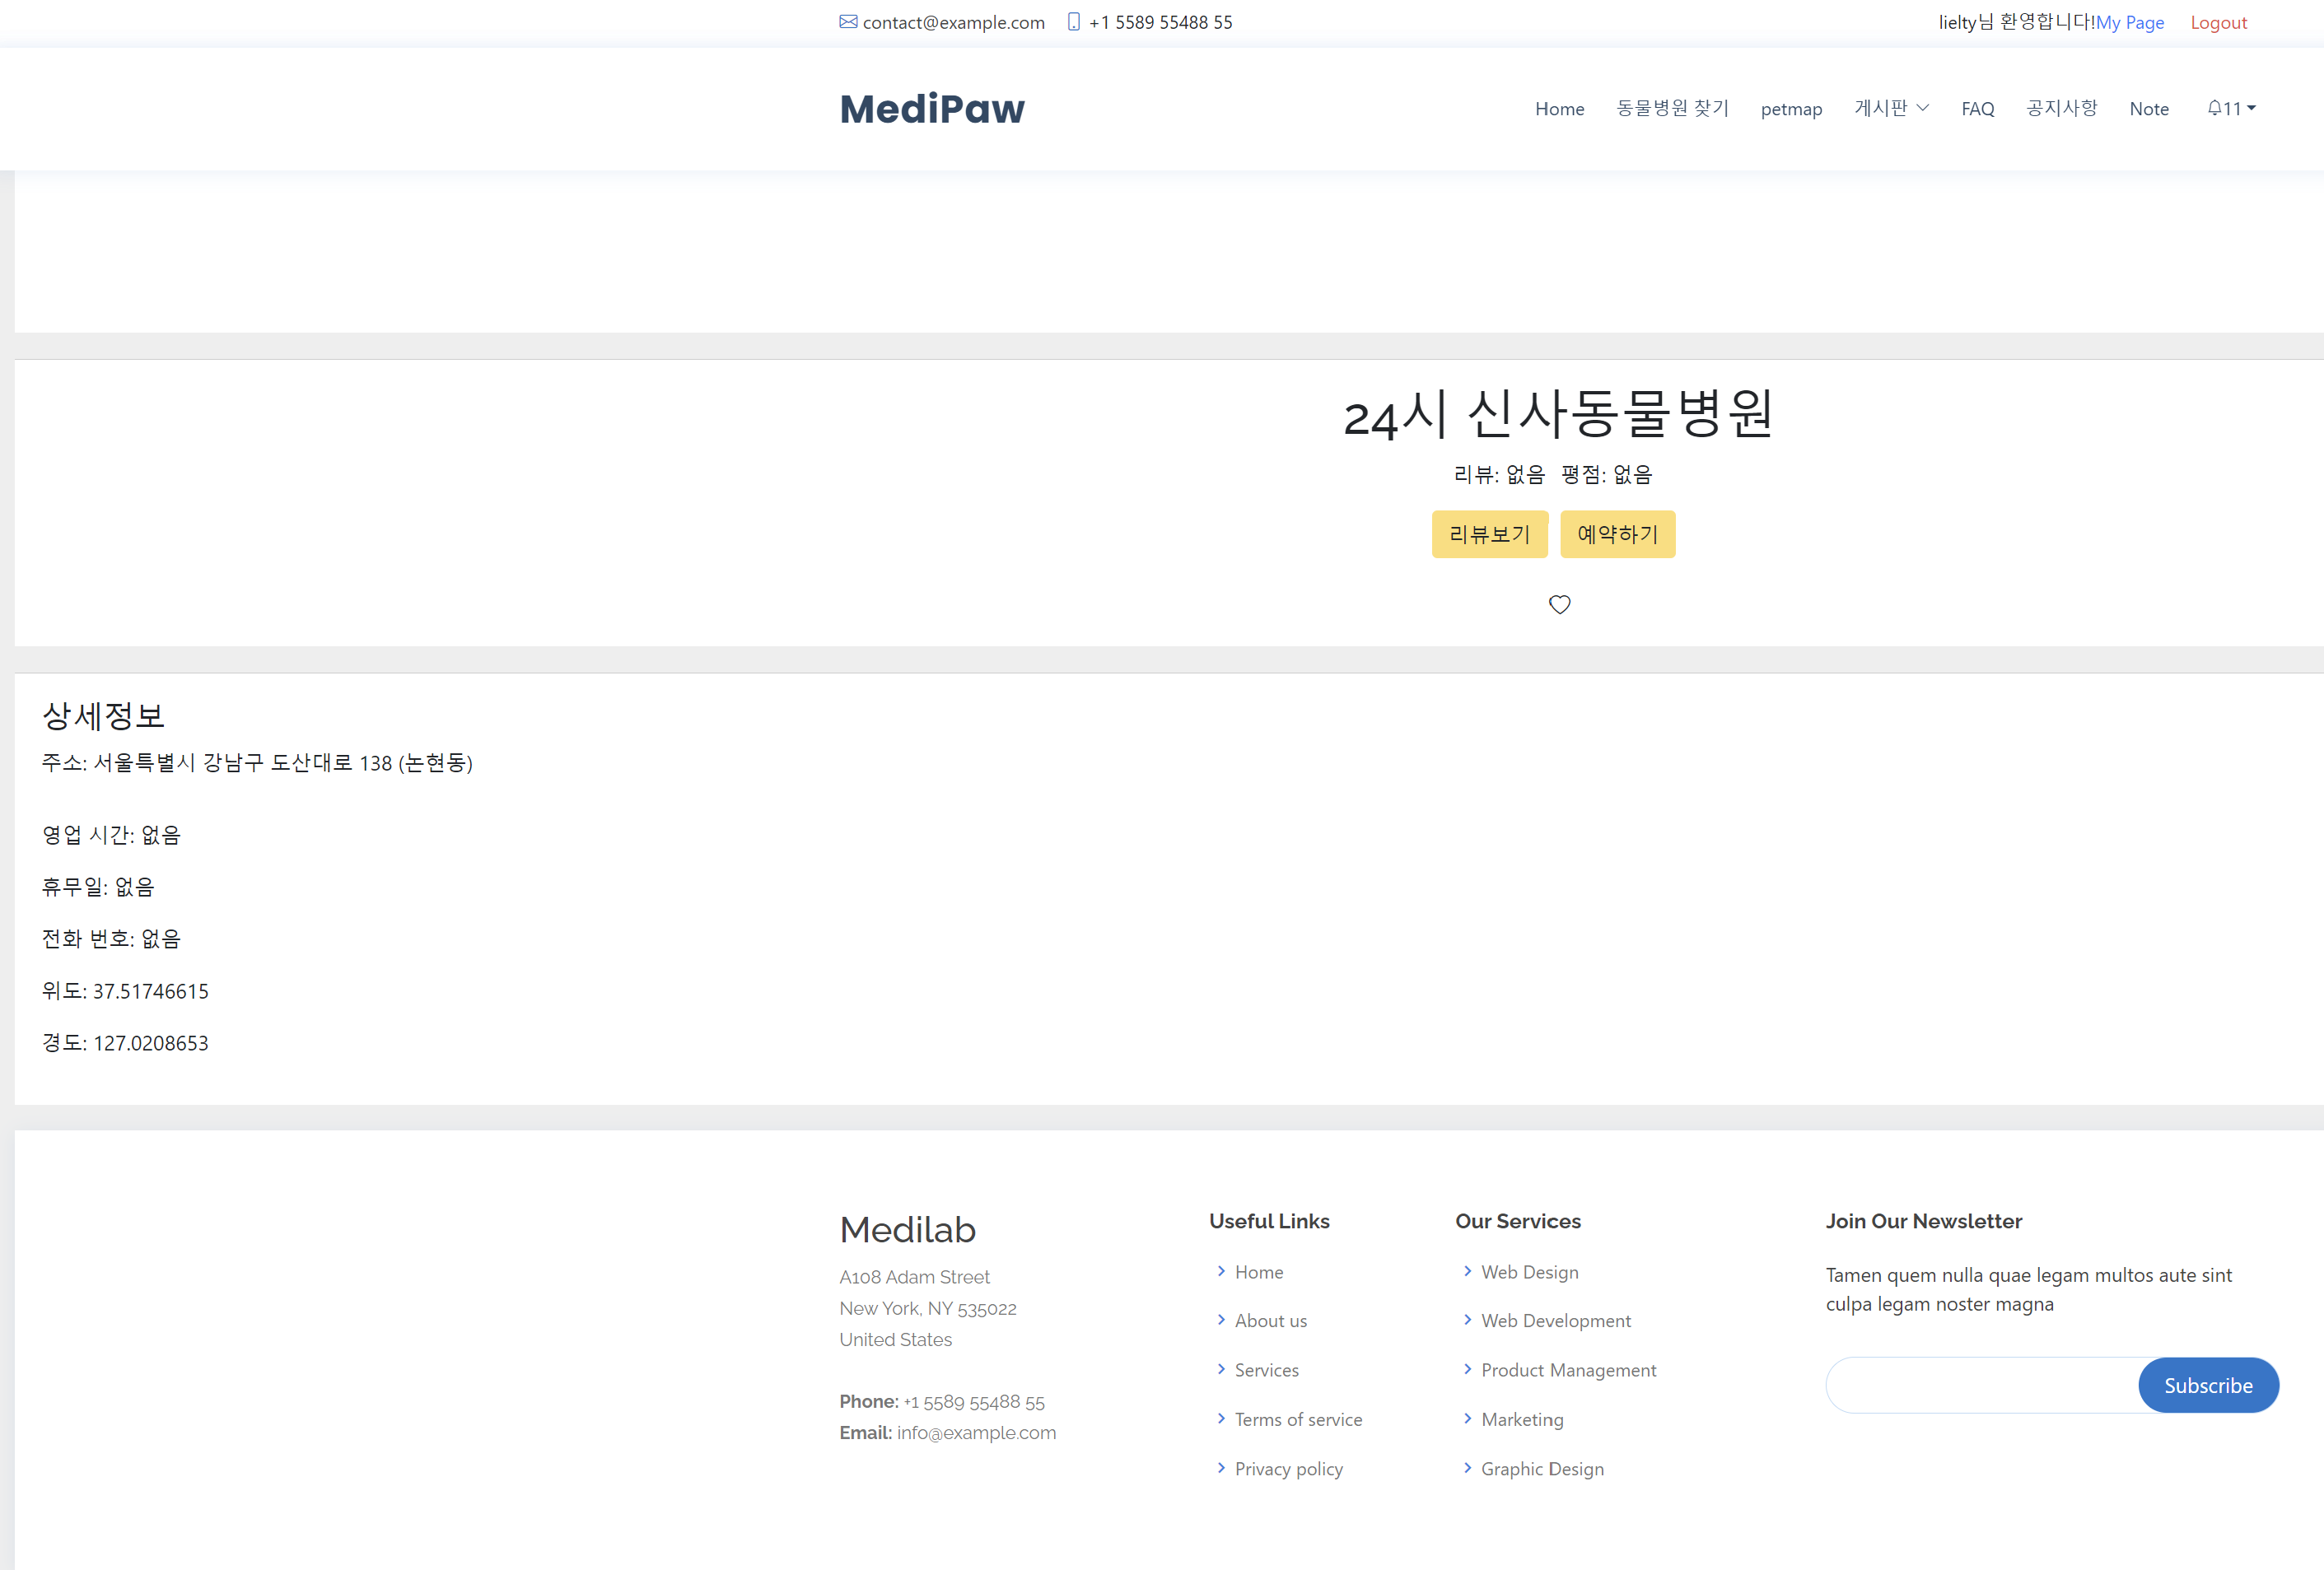 contact@example.com +1 5589 55488 55 lielty님 환영합니다!My Page Logout
MediPaw Home 동물병원 찾기 petmap 게시판 FAQ 공지사항 Note 11
24시 신사동물병원
리뷰: 없음 평점: 없음
리뷰보기 예약하기
상세정보
주소: 서울특별시 강남구 도산대로 138 (논현동)
영업 시간: 없음
휴무일: 없음
전화 번호: 없음
위도: 37.51746615
경도: 127.0208653
Medilab
A108 Adam Street
New York, NY 535022
United States
Phone: +1 5589 55488 55
Email: info@example.com
Useful Links
Home
About us
Services
Terms of service
Privacy policy
Our Services
Web Design
Web Development
Product Management
Marketing
Graphic Design
Join Our Newsletter
Tamen quem nulla quae legam multos aute sint
culpa legam noster magna
Subscribe